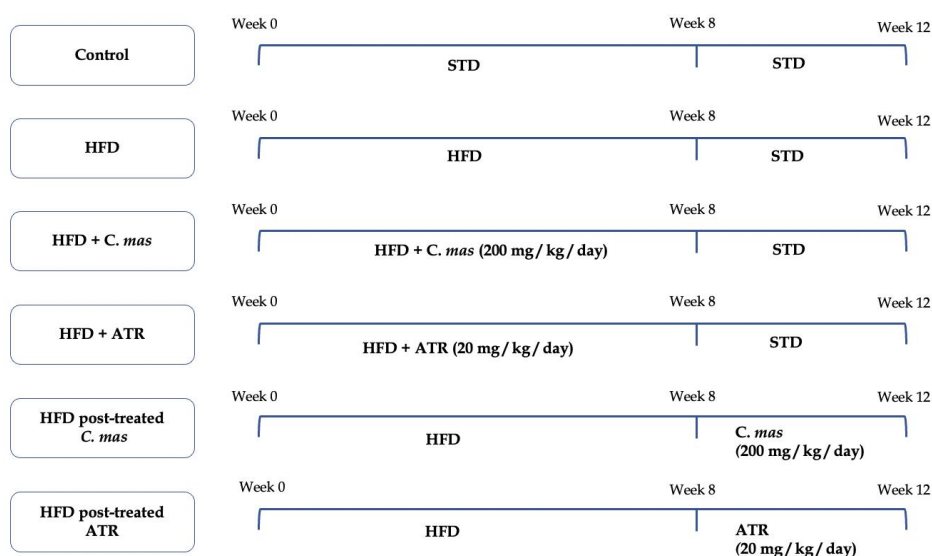 Control
Week 0
Week 8
Week 12
STD
STD
HFD
Week 0
Week 8
Week 12
HFD
STD
HFD + C. mas
Week 0
Week 8
Week 12
HFD + C. mas (200 mg/kg/day)
STD
HFD + ATR
Week 0
Week 8
Week 12
HFD + ATR (20 mg/kg/day)
STD
HFD post-treated
C. mas
Week 0
Week 8
Week 12
HFD
C. mas
(200 mg/kg/day)
HFD post-treated
ATR
Week 0
Week 8
Week 12
HFD
ATR
(20 mg/kg/day)